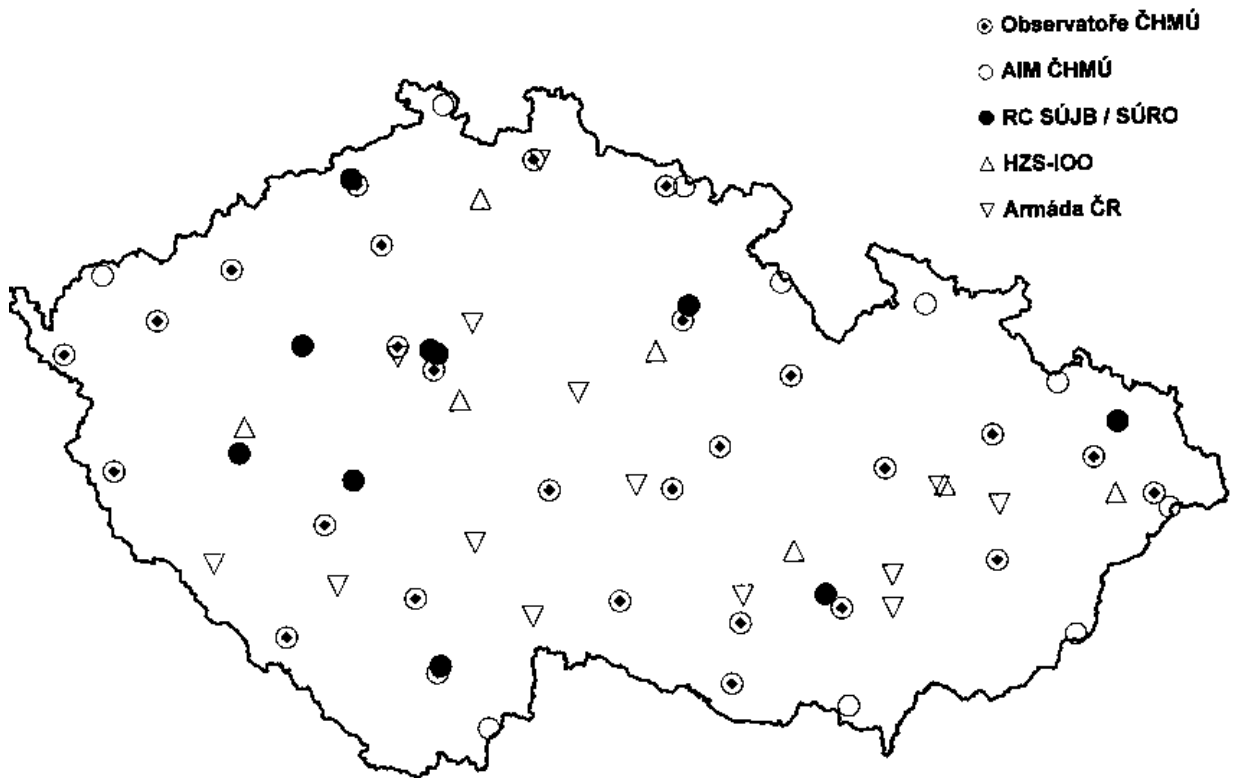 Observatoře ČHMÚ
AIM ČHMÚ
RC SÚJB / SÚRO
HZS-IOO
Armáda ČR